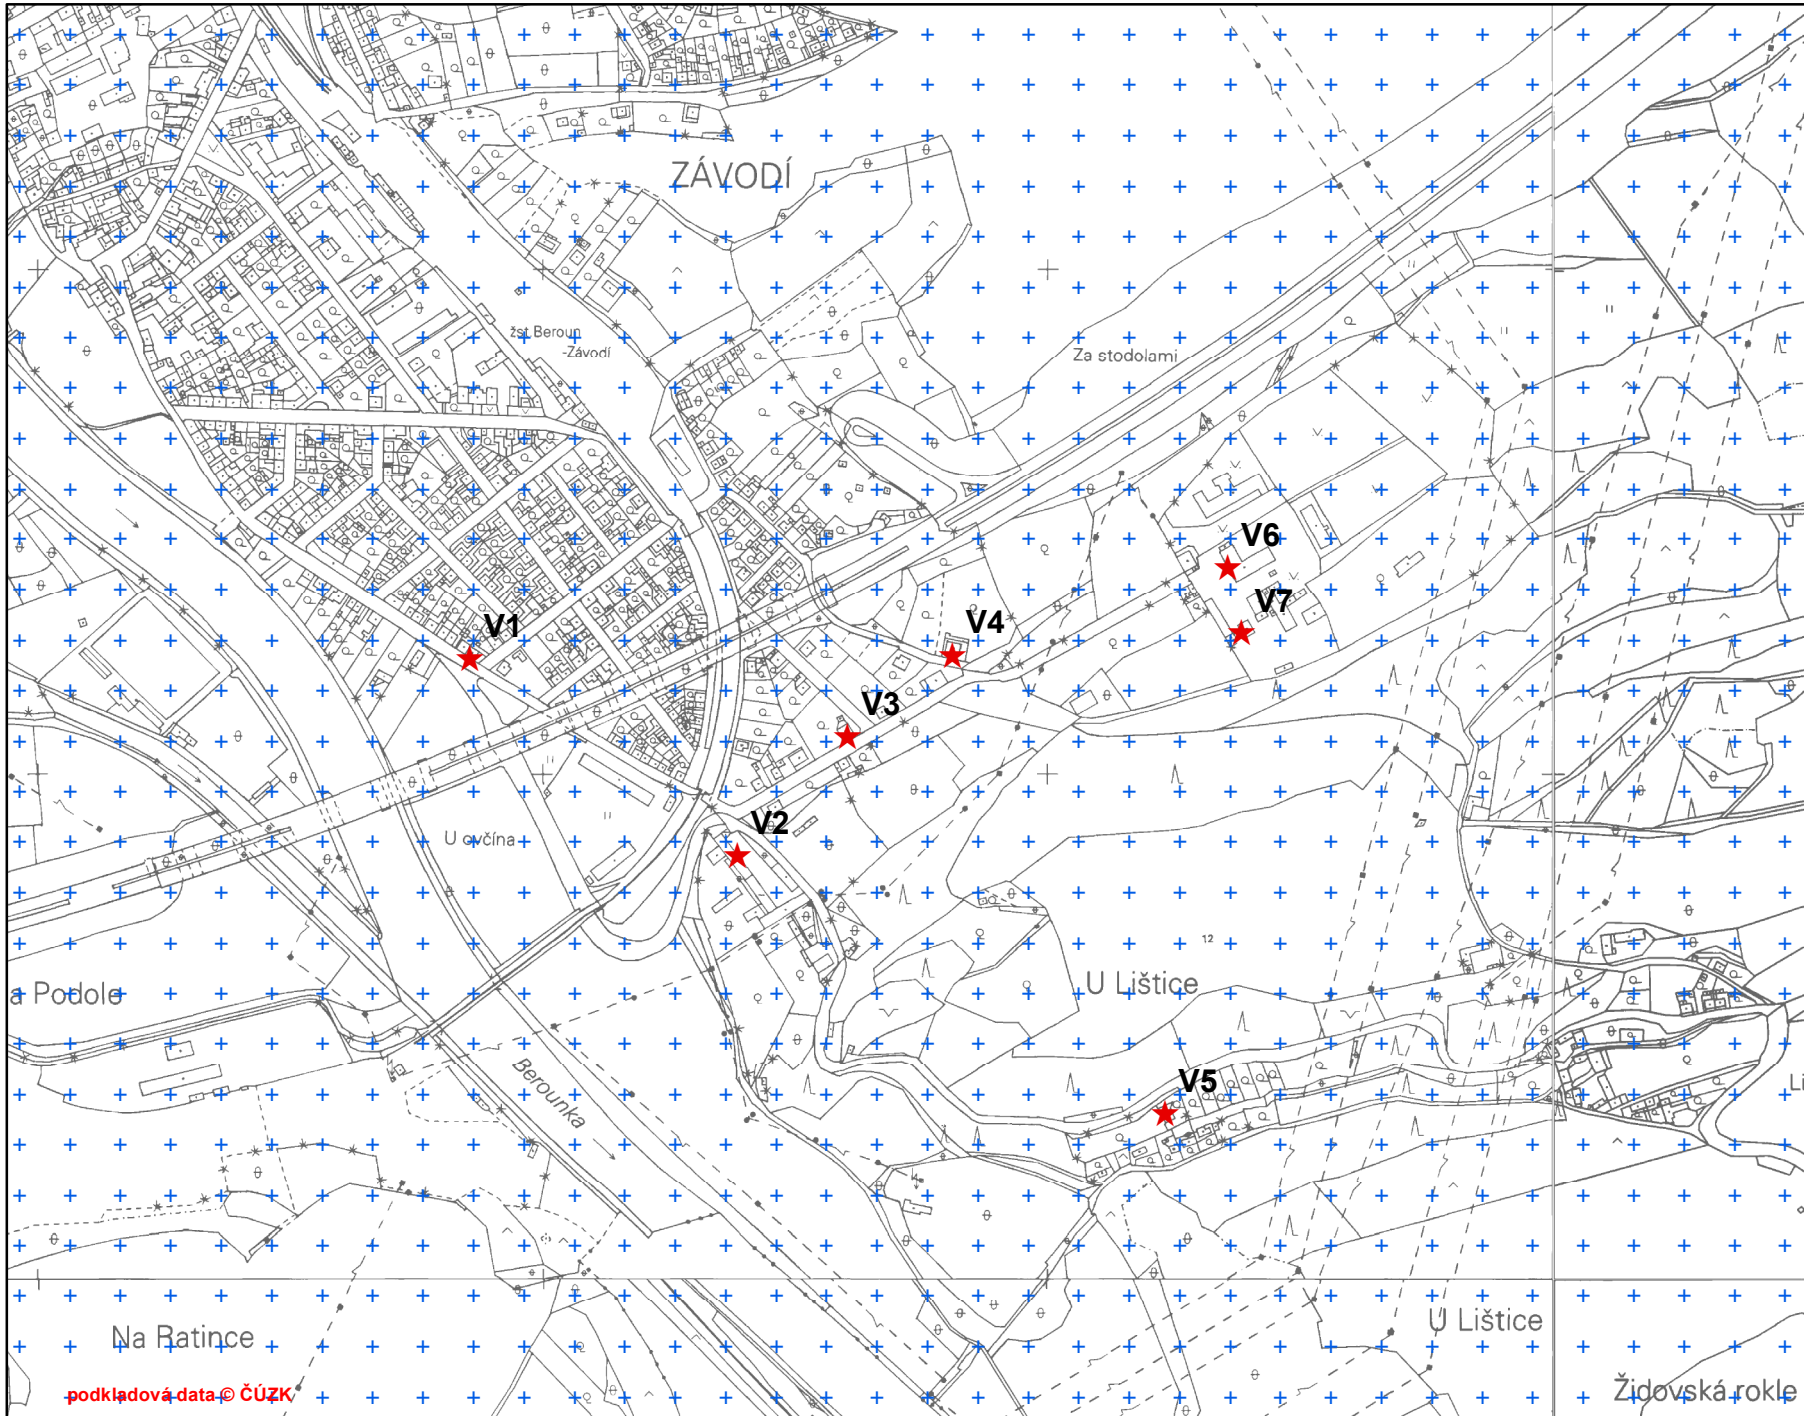 ZÁVODÍ
žst.Beroun
-Závodí
Za stodolami
V6
V7
V1
V4
V3
V2
U ovčína
12
a Podole
U Lištice
Berounka
V5
Li
U Lištice
Na Ratince
Židovská rokle
podkladová data © ČÚZK